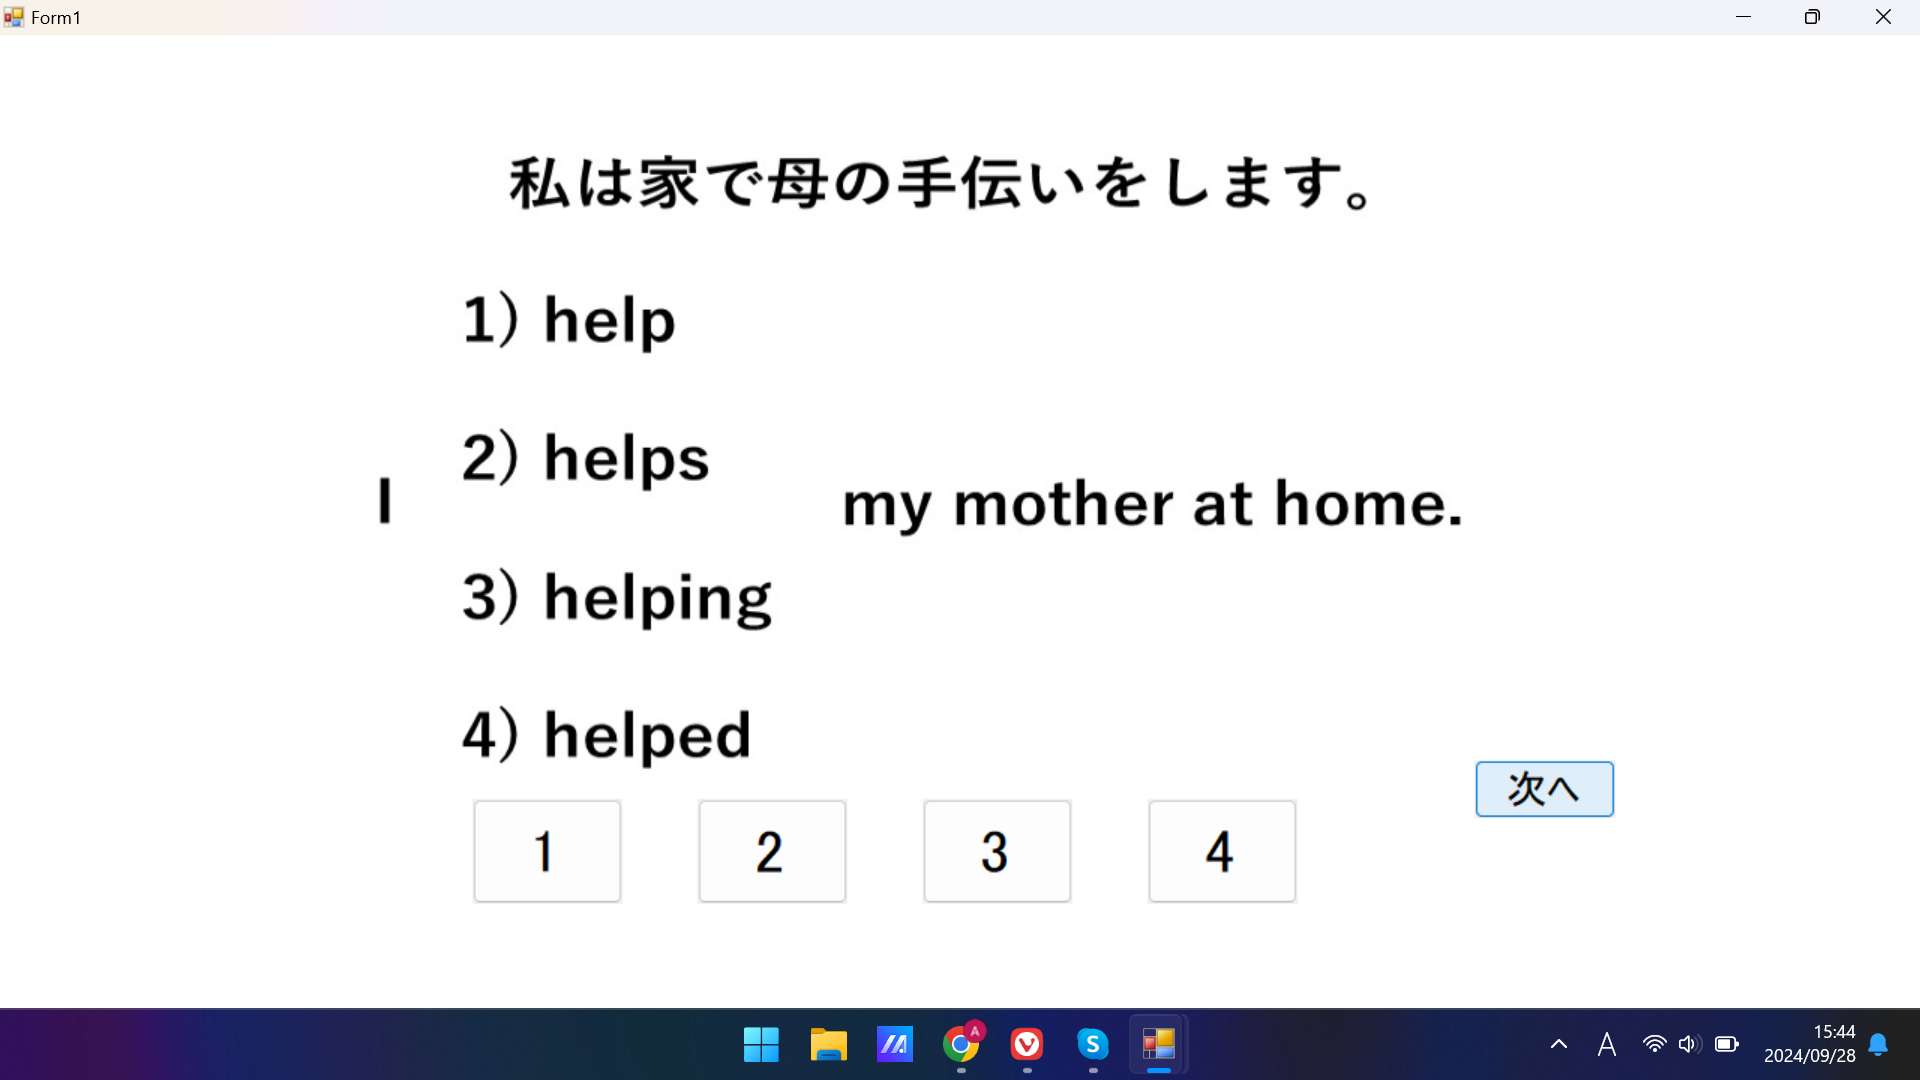 Form1
私は家で母の手伝いをします。
1) help
2) helps
I my mother at home.
3) helping
4) helped
次へ
1 2 3 4
A
S
A
15:44
2024/09/28